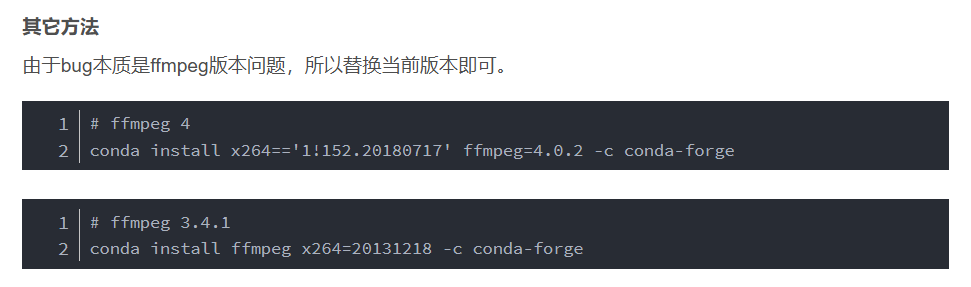 其它方法
由于bug本质是ffmpeg版本问题，所以替换当前版本即可。
1 # ffmpeg 4
2 conda install x264=='1!152.20180717' ffmpeg=4.0.2 -c conda-forge
1 # ffmpeg 3.4.1
2 conda install ffmpeg x264=20131218 -c conda-forge